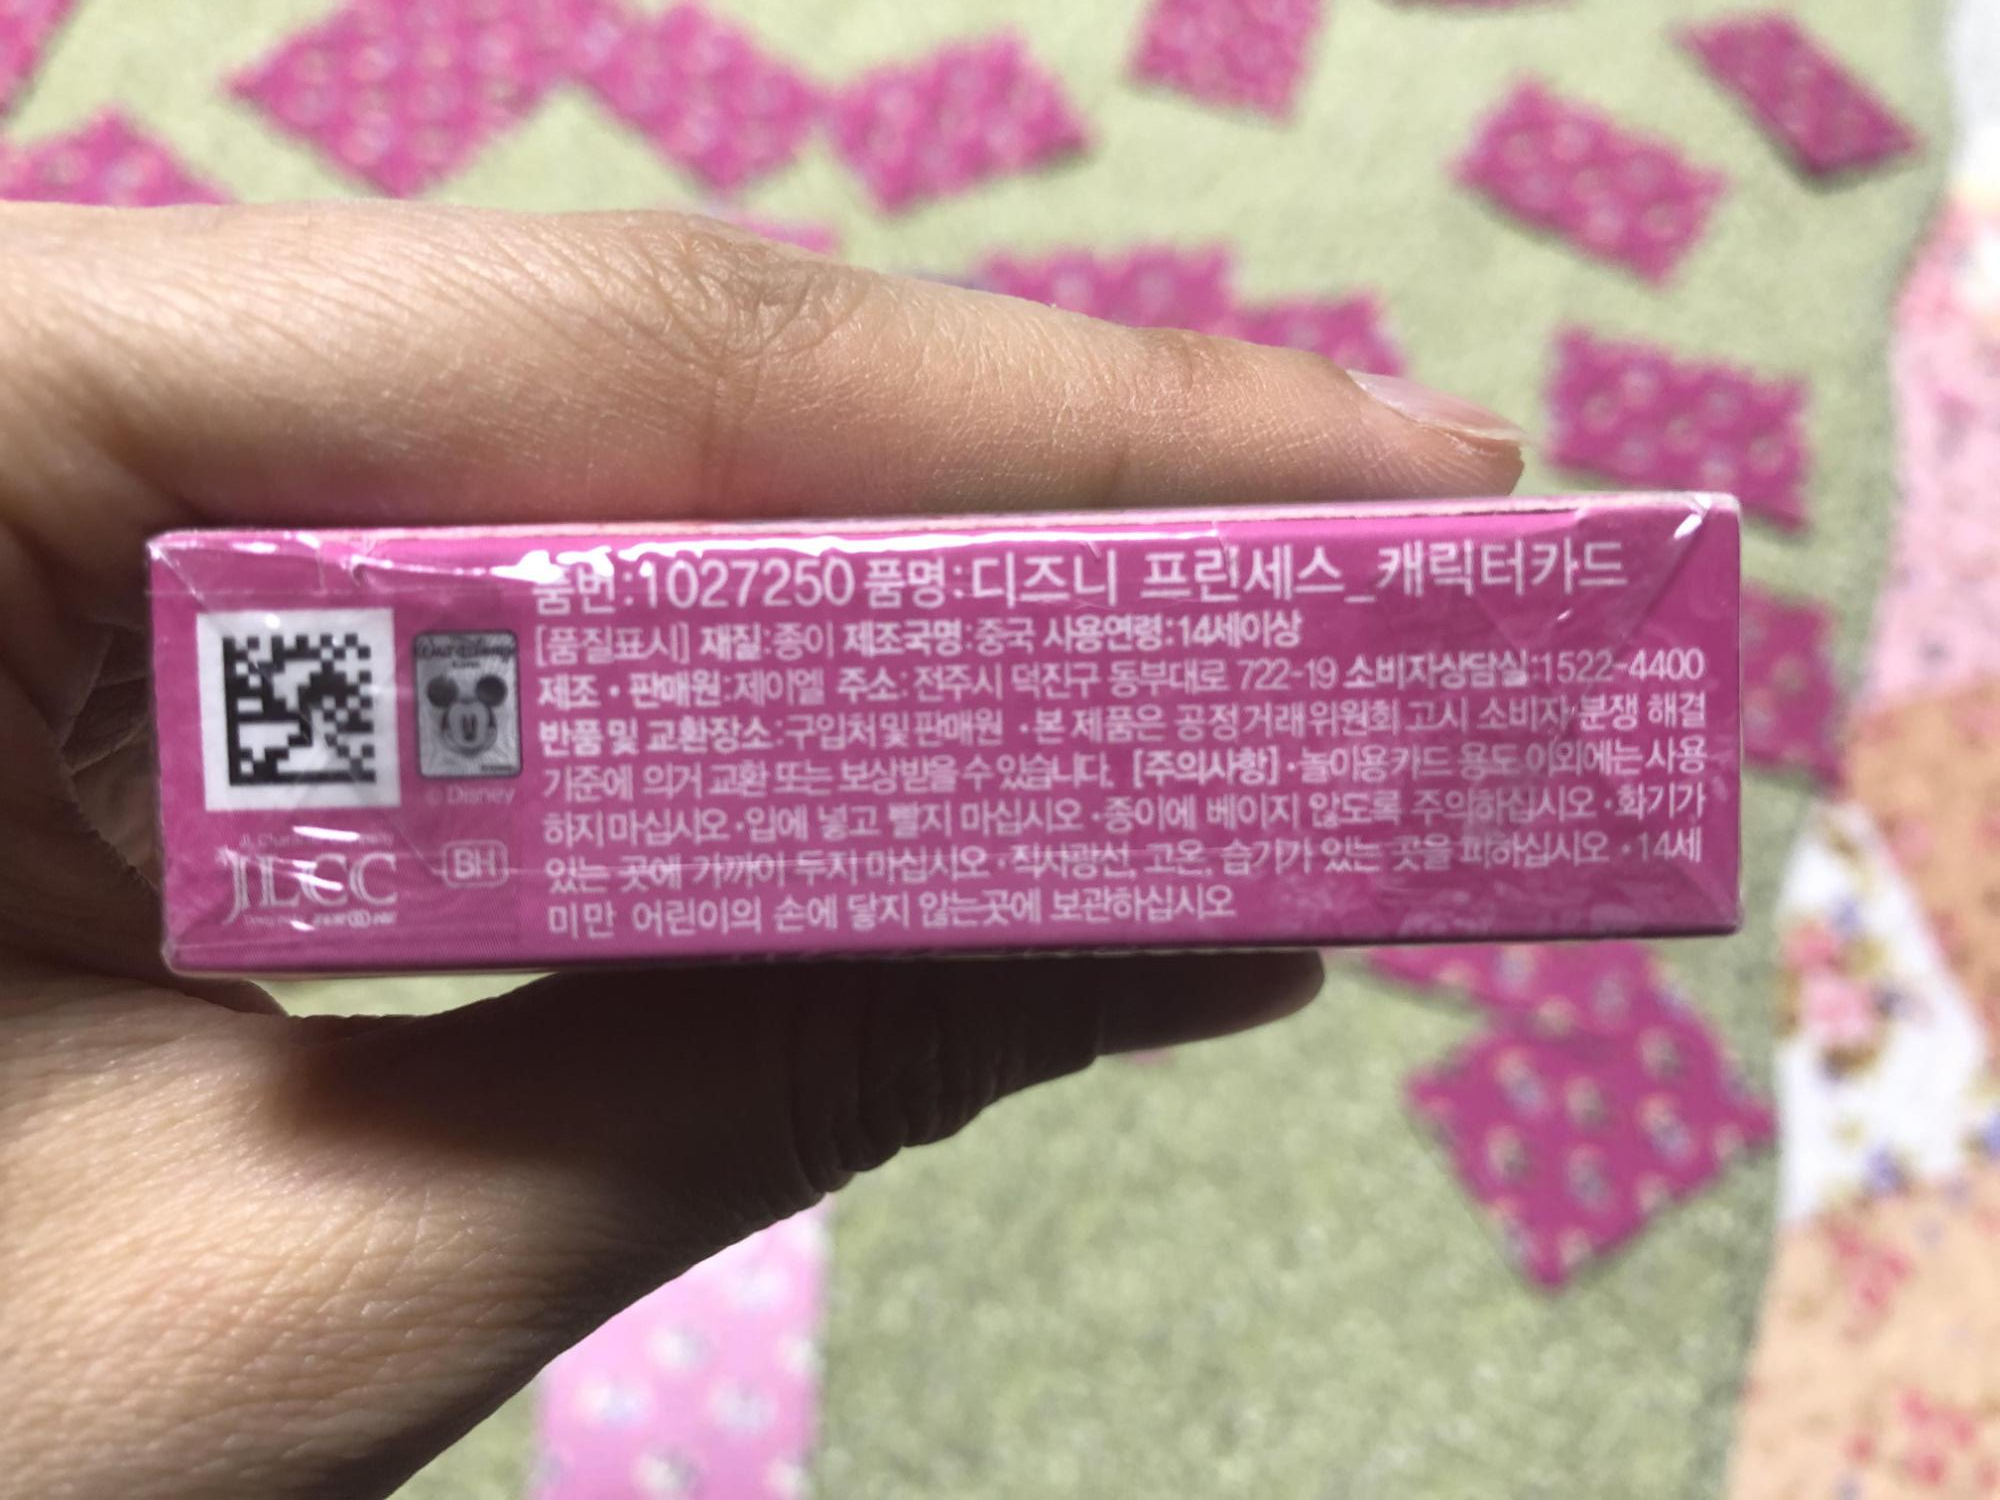 품번:1027250 품명:디즈니 프린세스_캐릭터카드
[품질표시] 재질:종이 제조국명:중국 사용연령:14세이상
제조·판매원:제이엘 주소:전주시 덕진구 동부대로 722-19 소비자상담실:1522-4400
반품 및 교환장소:구입처및판매원 ·본 제품은 공정거래위원회 고시 소비자 분쟁 해결
기준에 의거 교환 또는 보상받을 수 있습니다. [주의사항]·놀이용카드 용도 이외에는 사용
하지마십시오·입에 넣고 빨지 마십시오·종이에 베이지 않도록 주의하십시오·화기가
있는 곳에 가까이 두지 마십시오·직사광선, 고온, 습기가 있는 곳을 피하십시오·14세
미만 어린이의 손에 닿지 않는곳에 보관하십시오
Walt Disney
© Disney
JLCC
BH